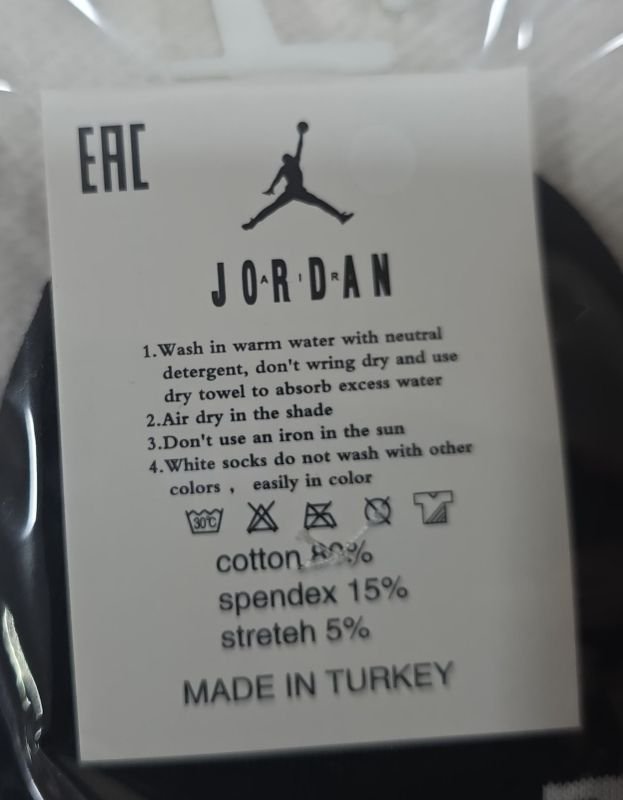 EAC
JORDAN
A I R
1.Wash in warm water with neutral
detergent, don't wring dry and use
dry towel to absorb excess water
2.Air dry in the shade
3.Don't use an iron in the sun
4.White socks do not wash with other
colors , easily in color
30°C
cotton 80%
spendex 15%
streteh 5%
MADE IN TURKEY